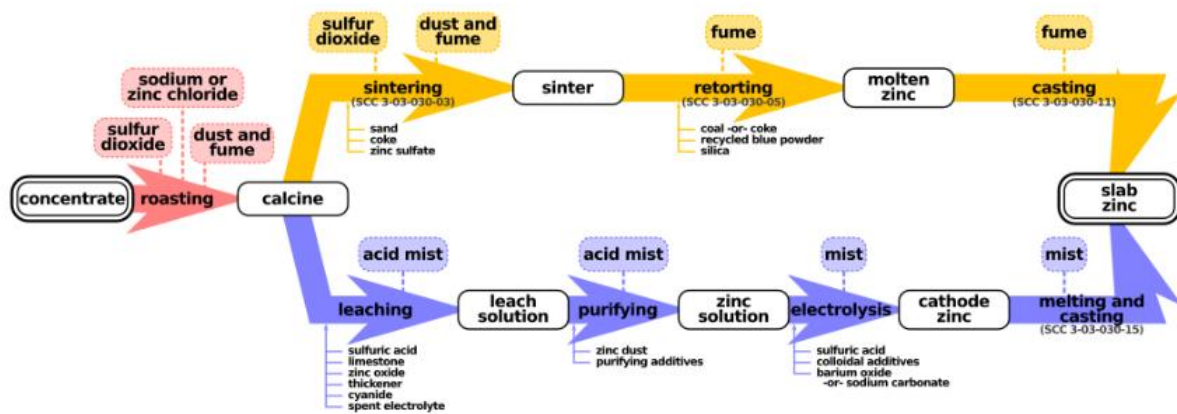 sulfur
dioxide
dust and
fume
fume
fume
sodium or
zinc chloride
sintering
(SCC 3-03-030-03)
sinter
retorting
(SCC 3-03-030-05)
molten
zinc
casting
(SCC 3-03-030-11)
sulfur
dioxide
dust and
fume
sand
coke
zinc sulfate
coal -or- coke
recycled blue powder
silica
concentrate
roasting
calcine
slab
zinc
acid mist
acid mist
mist
mist
leaching
leach
solution
purifying
zinc
solution
electrolysis
cathode
zinc
melting and
casting
(SCC 3-03-030-15)
sulfuric acid
limestone
zinc oxide
thickener
cyanide
spent electrolyte
zinc dust
purifying additives
sulfuric acid
colloidal additives
barium oxide
-or- sodium carbonate